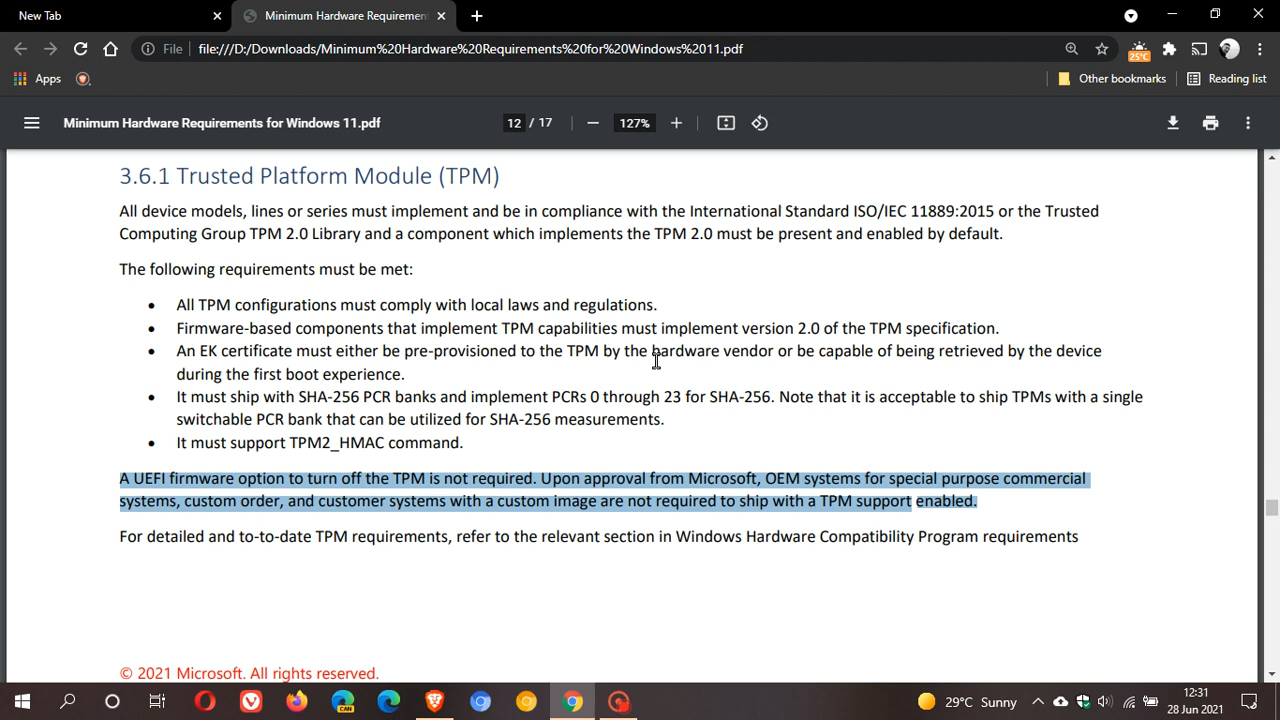 New Tab
Minimum Hardware Requiremen
File
file:///D:/Downloads/Minimum%20Hardware%20Requirements%20for%20Windows%2011.pdf
25°C
Apps
Other bookmarks
Reading list
Minimum Hardware Requirements for Windows 11.pdf
12 / 17
127%
3.6.1 Trusted Platform Module (TPM)
All device models, lines or series must implement and be in compliance with the International Standard ISO/IEC 11889:2015 or the Trusted
Computing Group TPM 2.0 Library and a component which implements the TPM 2.0 must be present and enabled by default.
The following requirements must be met:
• All TPM configurations must comply with local laws and regulations.
• Firmware-based components that implement TPM capabilities must implement version 2.0 of the TPM specification.
• An EK certificate must either be pre-provisioned to the TPM by the hardware vendor or be capable of being retrieved by the device
during the first boot experience.
• It must ship with SHA-256 PCR banks and implement PCRs 0 through 23 for SHA-256. Note that it is acceptable to ship TPMs with a single
switchable PCR bank that can be utilized for SHA-256 measurements.
• It must support TPM2_HMAC command.
A UEFI firmware option to turn off the TPM is not required. Upon approval from Microsoft, OEM systems for special purpose commercial
systems, custom order, and customer systems with a custom image are not required to ship with a TPM support enabled.
For detailed and to-to-date TPM requirements, refer to the relevant section in Windows Hardware Compatibility Program requirements
© 2021 Microsoft. All rights reserved.
CAN
29°C Sunny
12:31
28 Jun 2021